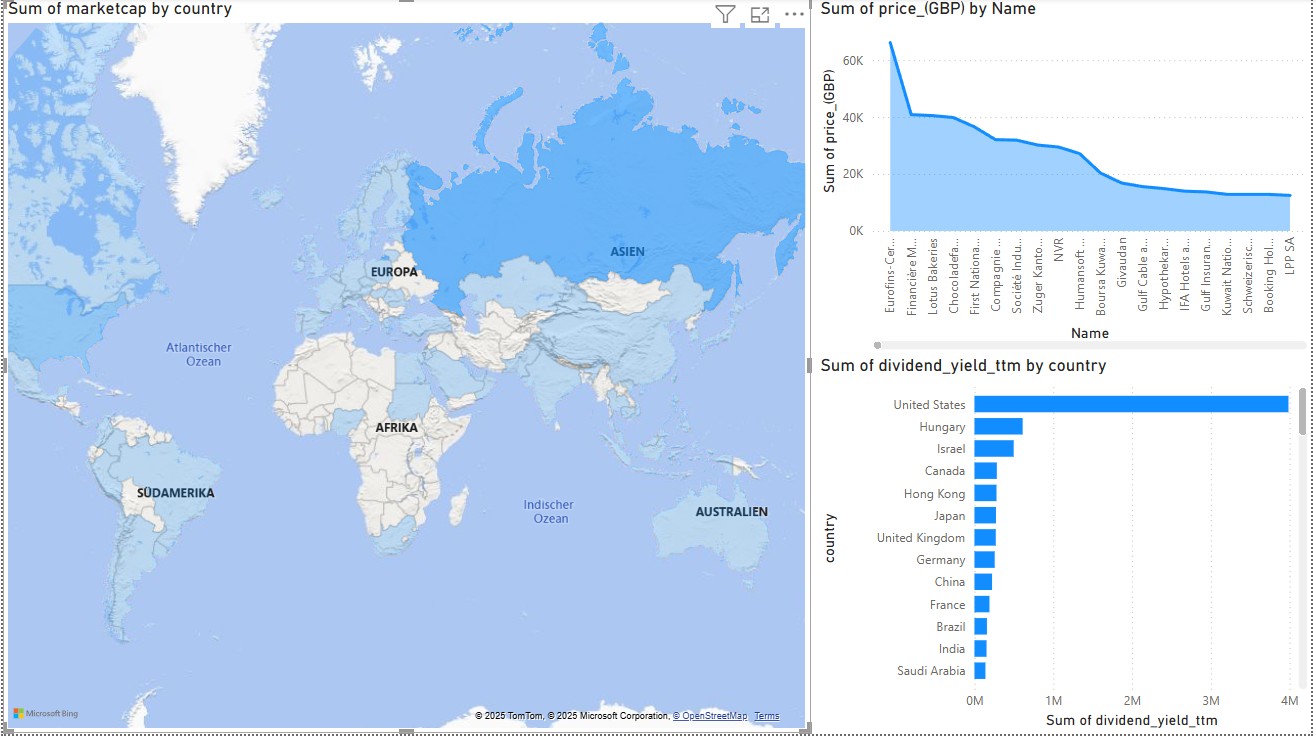 Sum of marketcap by country
ASIEN
EUROPA
Atlantischer
Ozean
AFRIKA
SÜDAMERIKA
Indischer
Ozean
AUSTRALIEN
Microsoft Bing
© 2025 TomTom, © 2025 Microsoft Corporation, © OpenStreetMap Terms
Sum of price_(GBP) by Name
Sum of price_(GBP)
60K
40K
20K
0K
Eurofins-Cer...
Financière M...
Lotus Bakeries
Chocoladefa...
First Nationa...
Compagnie ...
Société Indu...
Zuger Kanto...
NVR
Humansoft ...
Boursa Kuwa...
Givaudan
Gulf Cable a...
Hypothekar...
IFA Hotels a...
Gulf Insuran...
Kuwait Natio...
Schweizerisc...
Booking Hol...
LPP SA
Name
Sum of dividend_yield_ttm by country
country
United States
Hungary
Israel
Canada
Hong Kong
Japan
United Kingdom
Germany
China
France
Brazil
India
Saudi Arabia
0M 1M 2M 3M 4M
Sum of dividend_yield_ttm